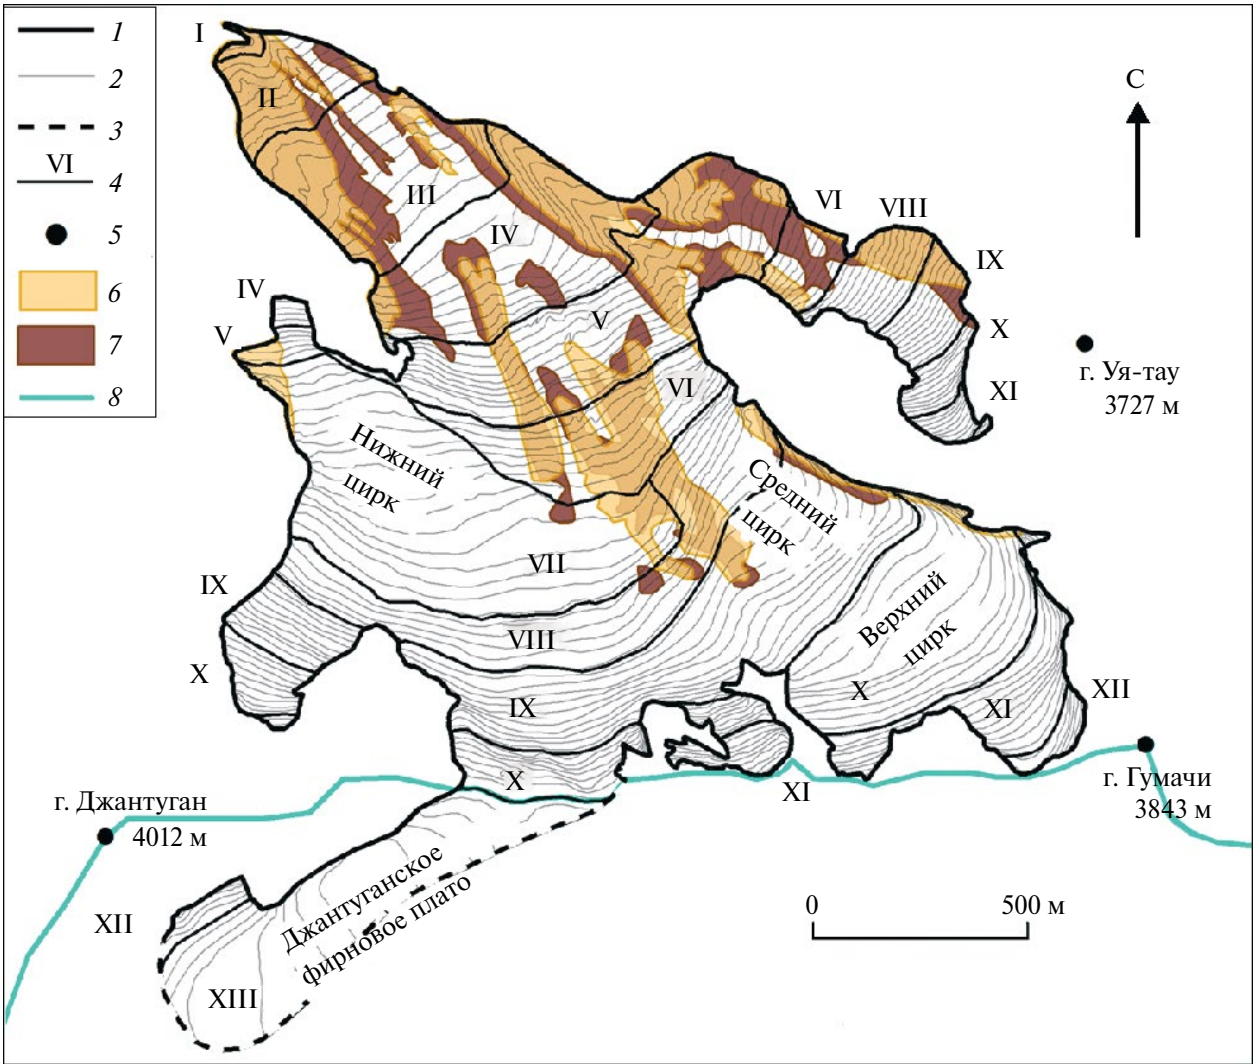 1
2
3
VI
4
5
6
7
8
I
II
III
IV
IV
V
V
VI
VI
VIII
IX
X
XI
С
г. Уя-тау
3727 м
Нижний
цирк
Средний
цирк
Верхний
цирк
VII
VIII
IX
X
IX
X
X
XI
XII
XI
г. Гумачи
3843 м
г. Джантуган
4012 м
Джантуганское
фирновое плато
XII
XIII
0
500 м